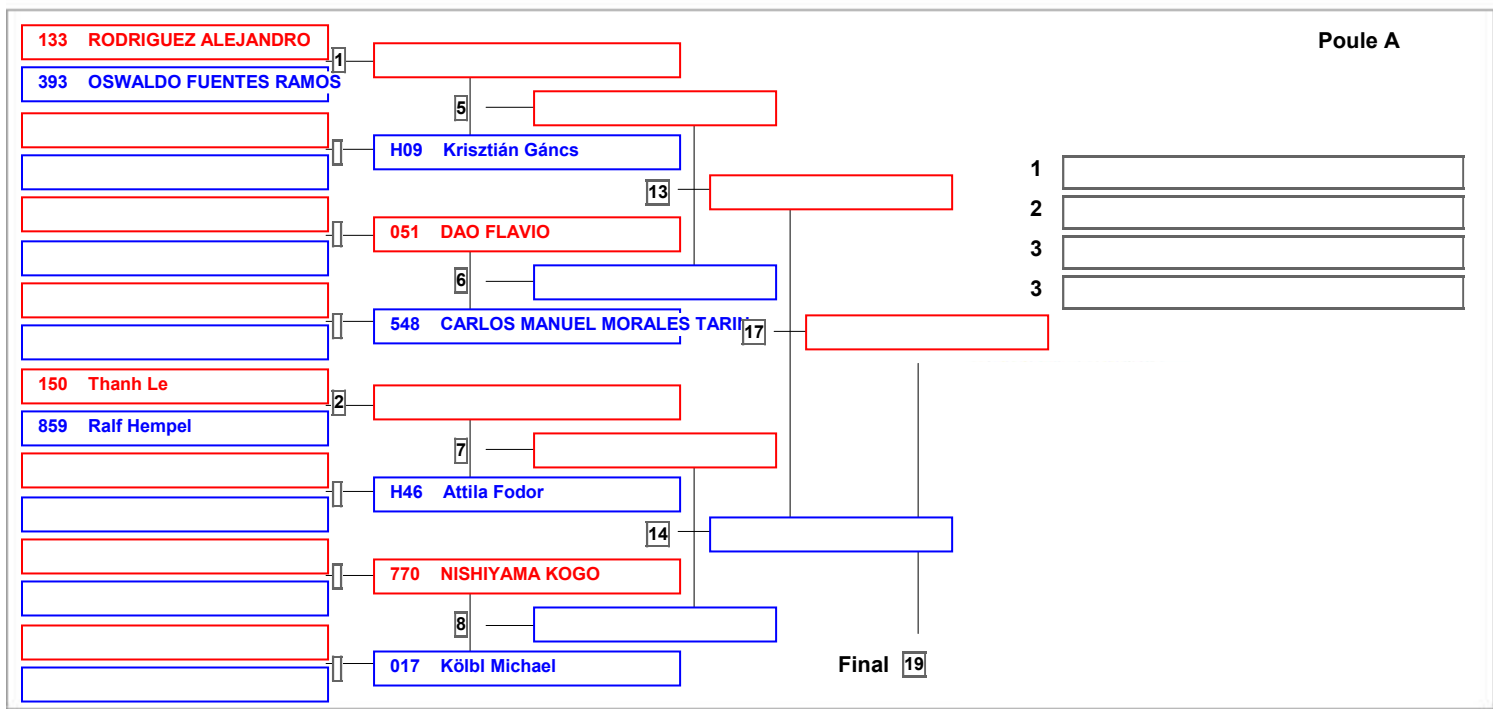 133 RODRIGUEZ ALEJANDRO
Poule A
1
393 OSWALDO FUENTES RAMOS
5
H09 Krisztián Gáncs
1
13
2
051 DAO FLAVIO
3
6
3
548 CARLOS MANUEL MORALES TARIN
17
150 Thanh Le
2
859 Ralf Hempel
7
H46 Attila Fodor
14
770 NISHIYAMA KOGO
8
017 Kölbl Michael
Final 19